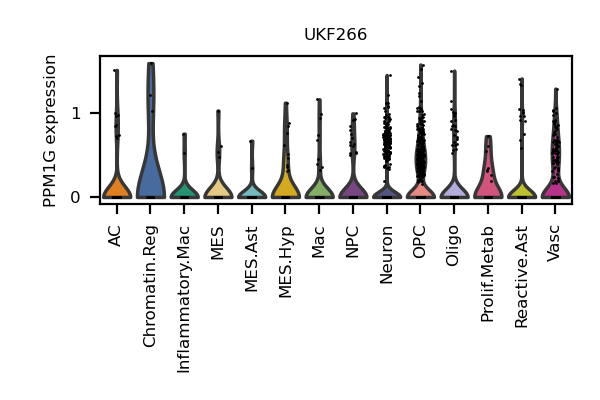 UKF266
PPM1G expression
1
0
AC
Chromatin.Reg
Inflammatory.Mac
MES
MES.Ast
MES.Hyp
Mac
NPC
Neuron
OPC
Oligo
Prolif.Metab
Reactive.Ast
Vasc